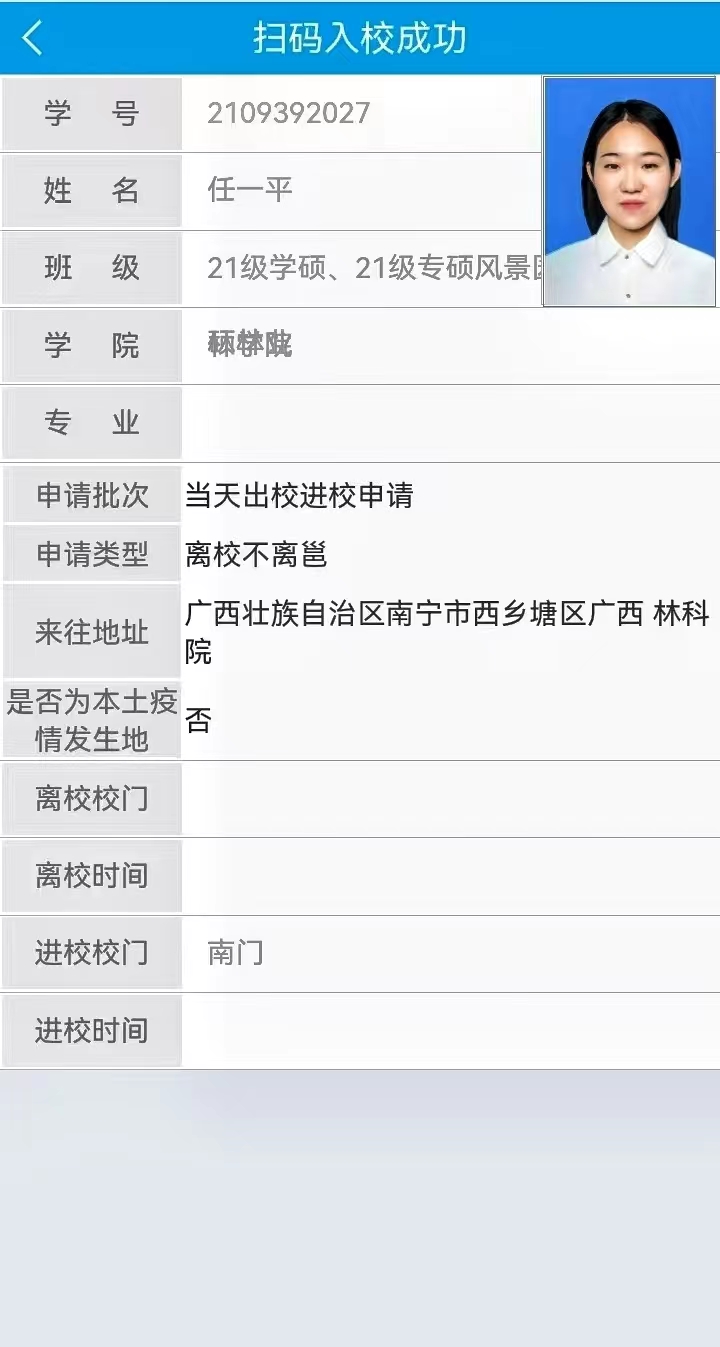 扫码入校成功
学 号 2109392027
姓 名 任一平
班 级 21级学硕、21级专硕风景
学 院
专 业
申请批次 当天出校进校申请
申请类型 离校不离邕
来往地址 广西壮族自治区南宁市西乡塘区广西 林科
院
是否为本土疫
情发生地 否
离校校门
离校时间
进校校门 南门
进校时间